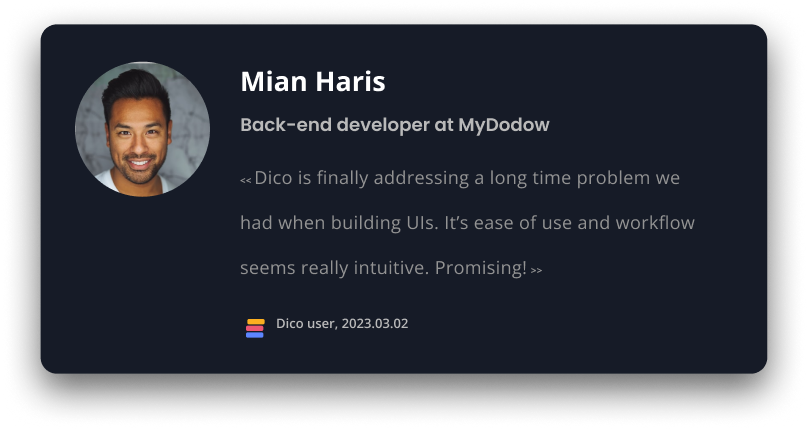 Mian Haris
Back-end developer at MyDodow
<< Dico is finally addressing a long time problem we
had when building UIs. It’s ease of use and workflow
seems really intuitive. Promising! >>
Dico user, 2023.03.02